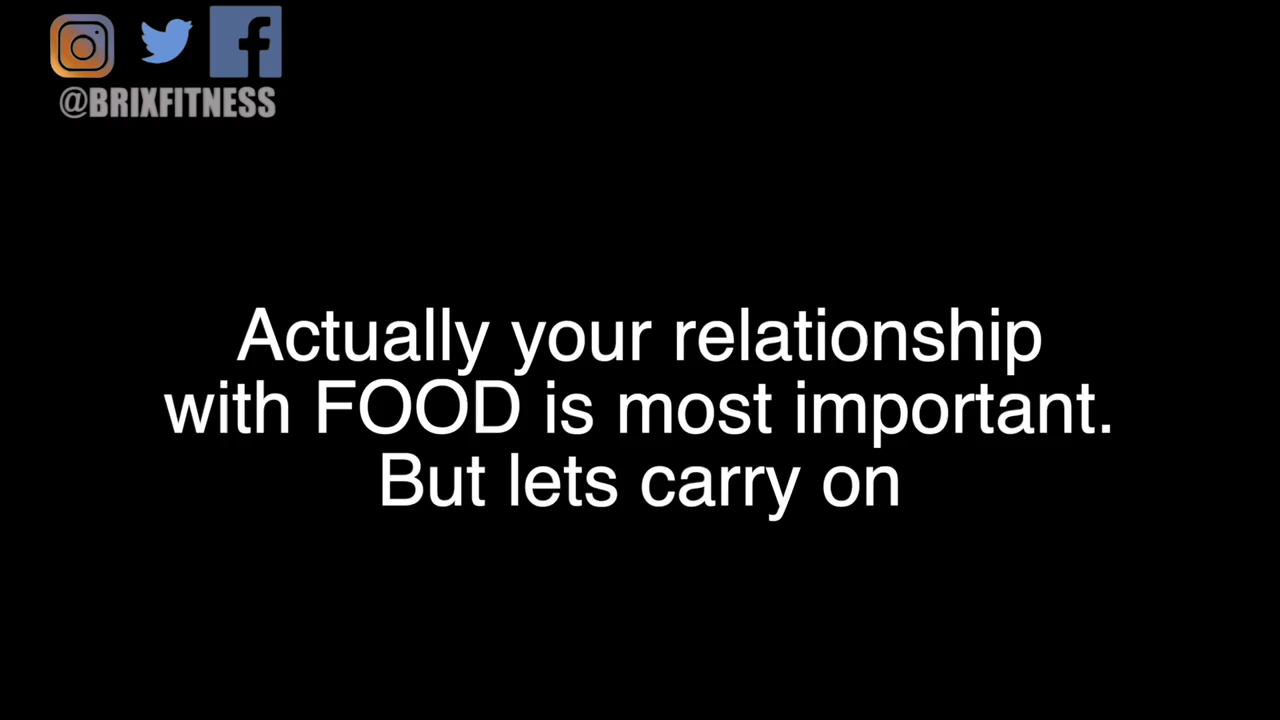 @BRIXFITNESS
Actually your relationship
with FOOD is most important.
But lets carry on